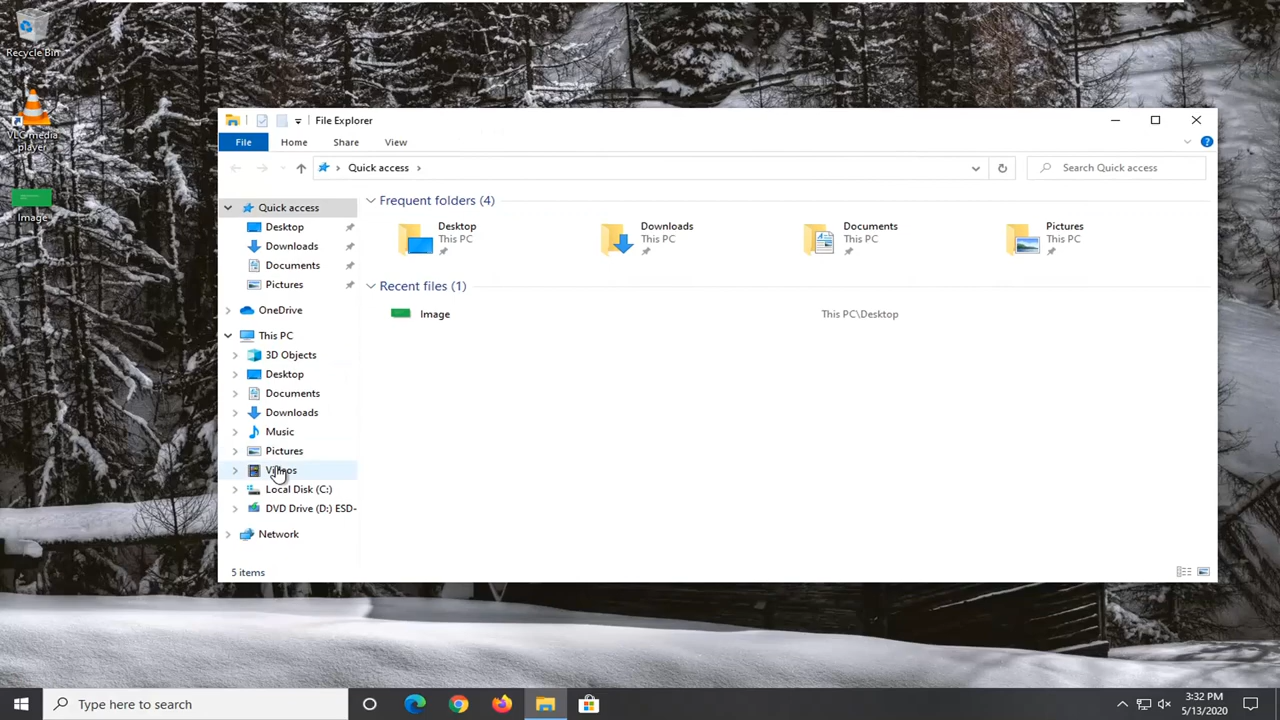 Recycle Bin
VLC media
player
Image
File Explorer
File
Home
Share
View
Quick access
Search Quick access
Quick access
Desktop
Downloads
Documents
Pictures
OneDrive
This PC
3D Objects
Desktop
Documents
Downloads
Music
Pictures
Videos
Local Disk (C:)
DVD Drive (D:) ESD-
Network
Frequent folders (4)
Desktop
This PC
Downloads
This PC
Documents
This PC
Pictures
This PC
Recent files (1)
Image
This PC\Desktop
5 items
Type here to search
3:32 PM
5/13/2020